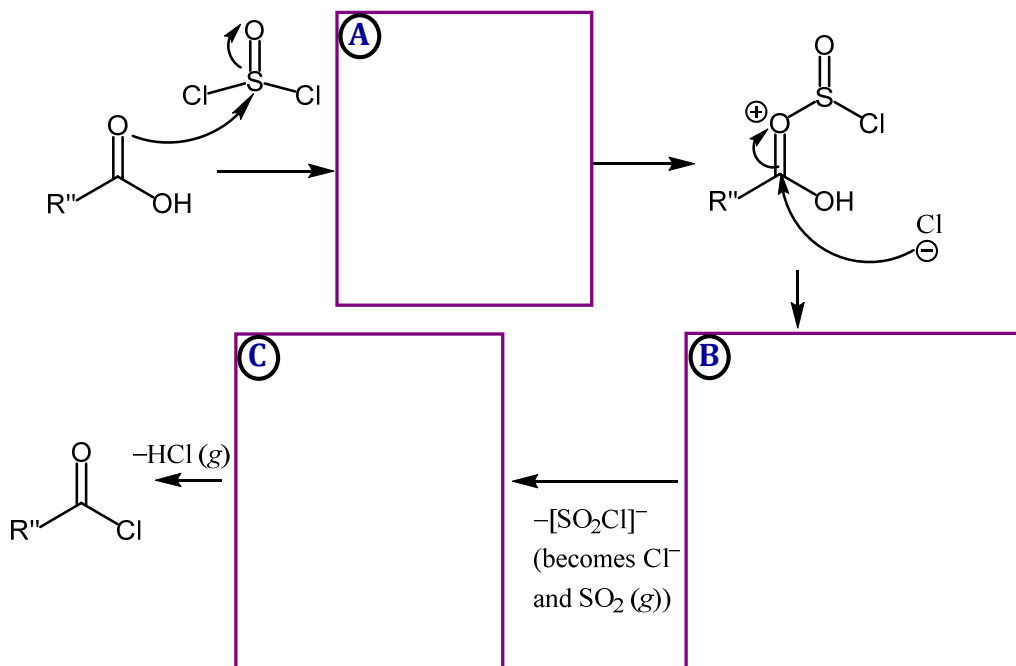 O
S
Cl
Cl
O
R''
OH
A
O
S
⊕
O
Cl
R''
OH
Cl
⊖
B
–[SO₂Cl]⁻
(becomes Cl⁻
and SO₂ (g))
C
–HCl (g)
O
R''
Cl